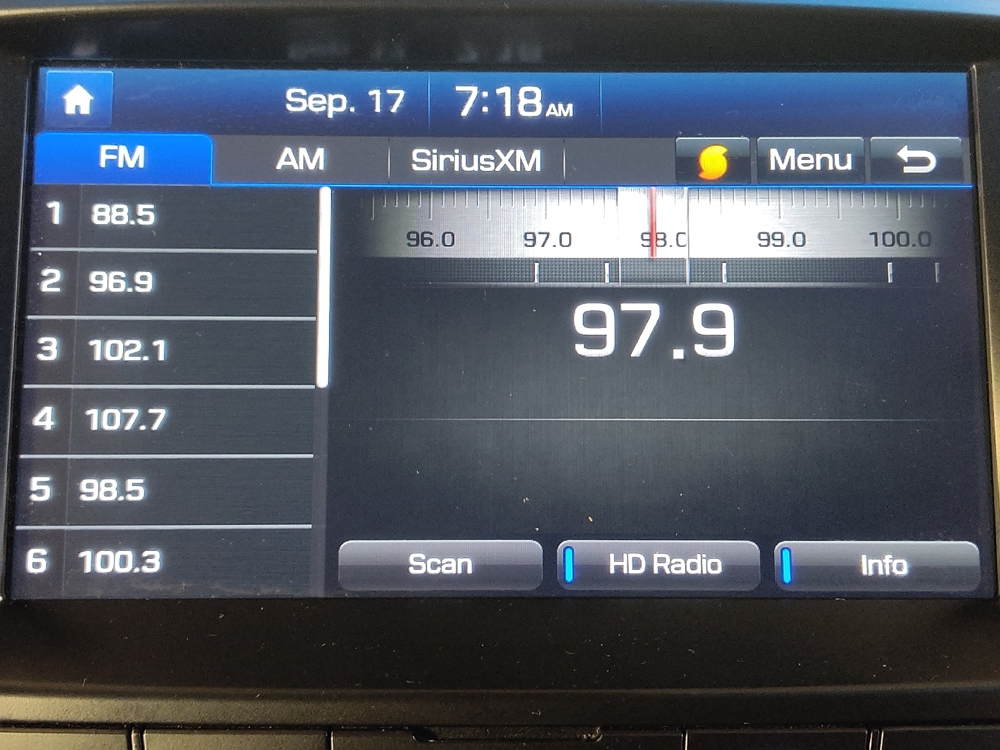 Sep. 17 7:18 AM
FM AM SiriusXM Menu
1 88.5
2 96.9
3 102.1
4 107.7
5 98.5
6 100.3
96.0 97.0 98.0 99.0 100.0
97.9
Scan HD Radio Info